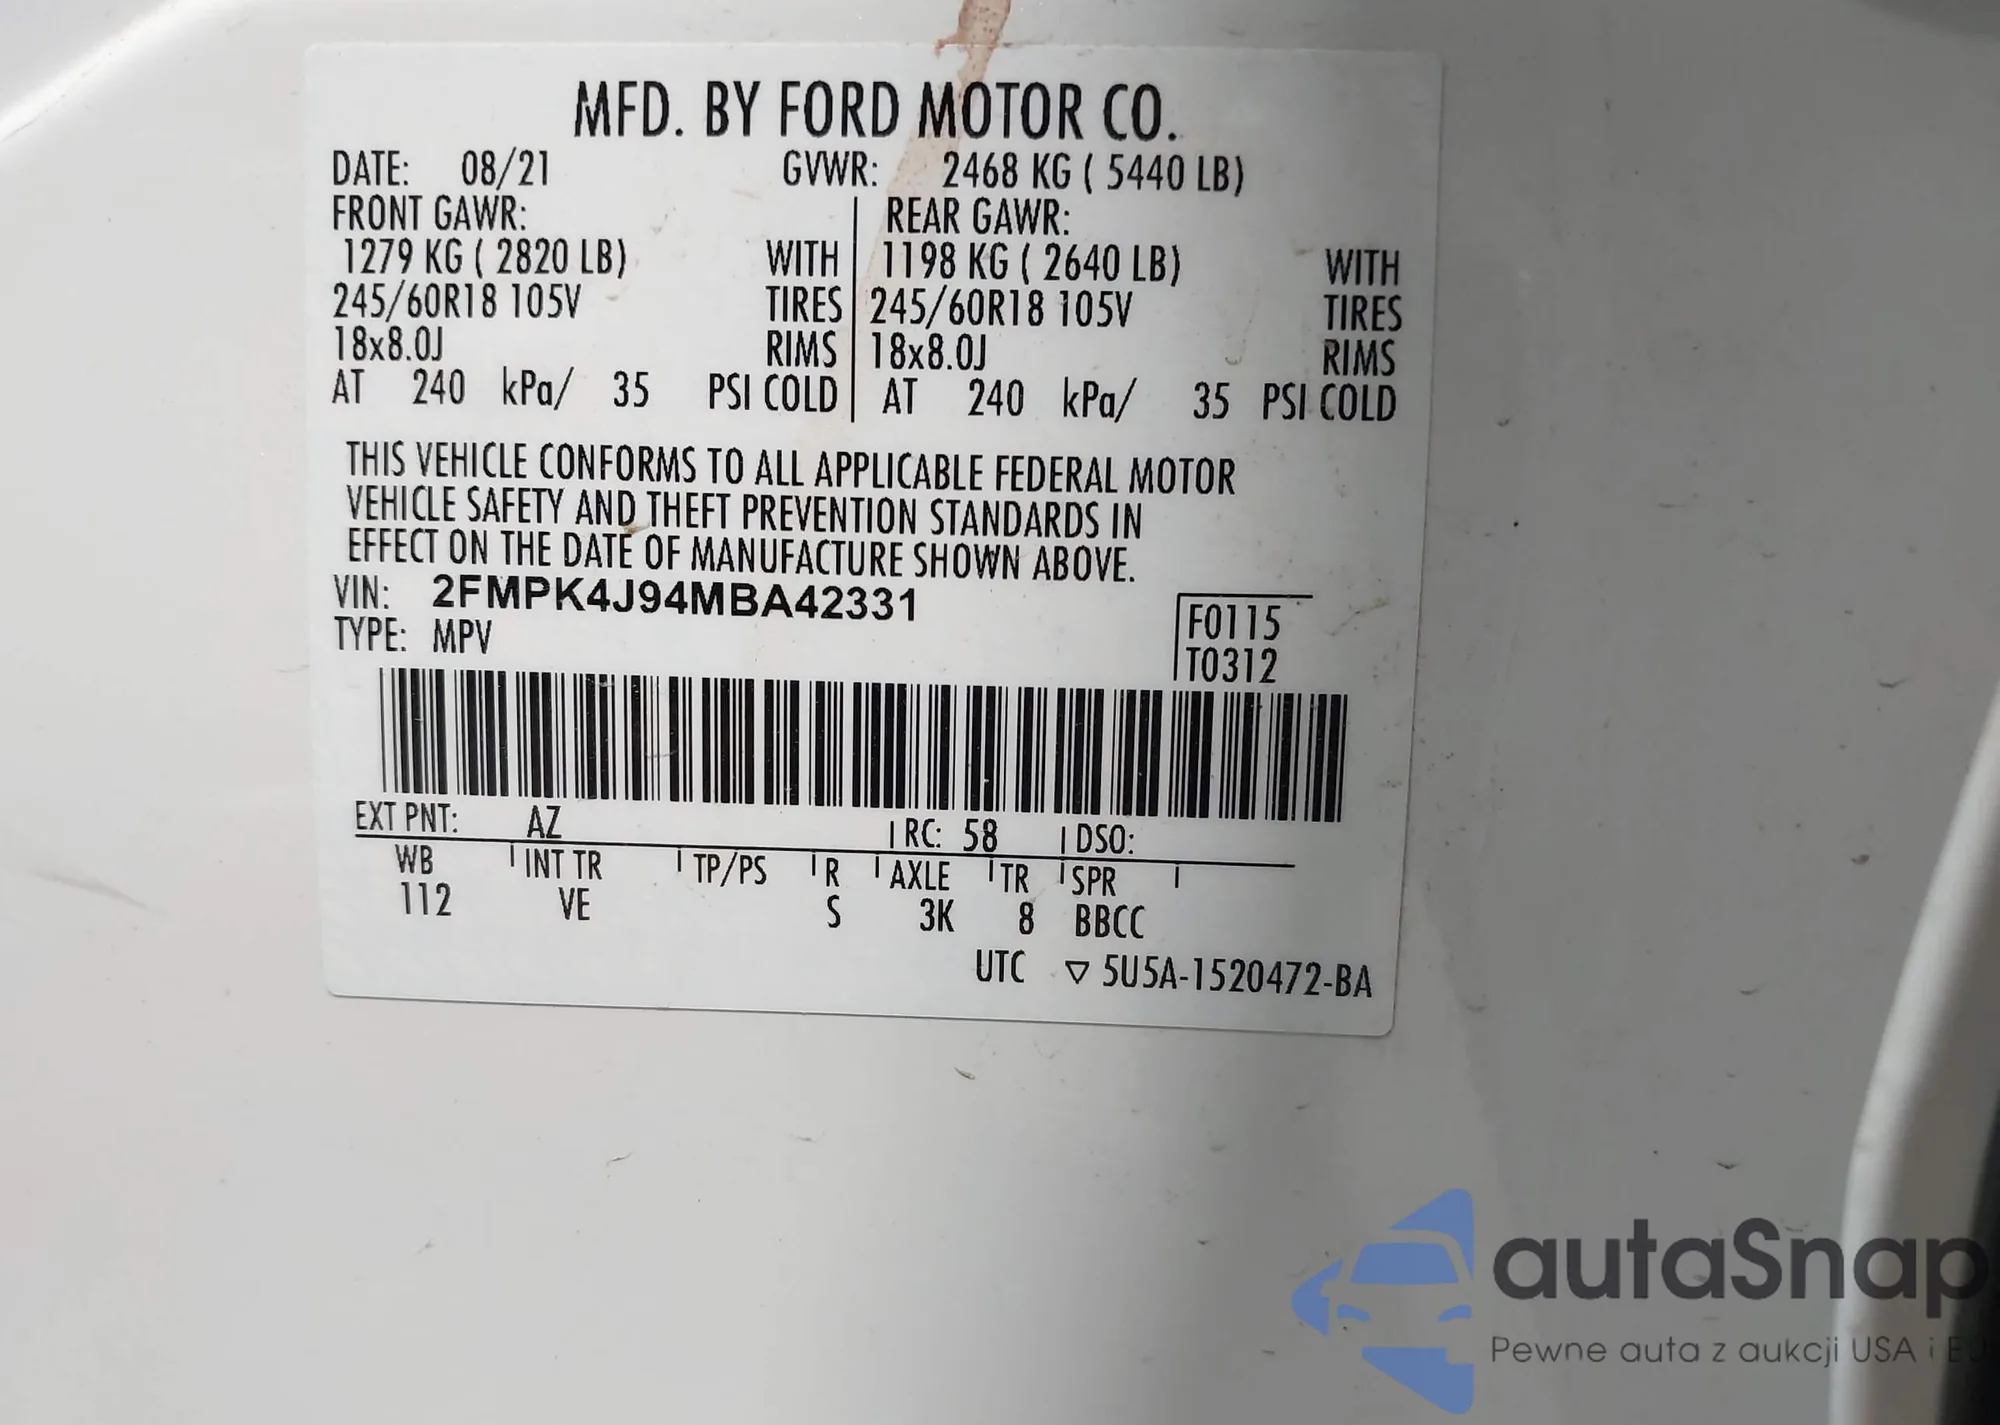 MFD. BY FORD MOTOR CO.
DATE: 08/21 GVWR: 2468 KG ( 5440 LB)
FRONT GAWR: REAR GAWR:
1279 KG ( 2820 LB) WITH 1198 KG ( 2640 LB) WITH
245/60R18 105V TIRES 245/60R18 105V TIRES
18x8.0J RIMS 18x8.0J RIMS
AT 240 kPa/ 35 PSI COLD AT 240 kPa/ 35 PSI COLD
THIS VEHICLE CONFORMS TO ALL APPLICABLE FEDERAL MOTOR
VEHICLE SAFETY AND THEFT PREVENTION STANDARDS IN
EFFECT ON THE DATE OF MANUFACTURE SHOWN ABOVE.
VIN: 2FMPK4J94MBA42331
TYPE: MPV
F0115
T0312
EXT PNT: AZ RC: 58 DSO:
WB INT TR TP/PS R AXLE TR SPR
112 VE S 3K 8 BBCC
UTC ▽ 5U5A-1520472-BA
autaSnap
Pewne auta z aukcji USA i EU